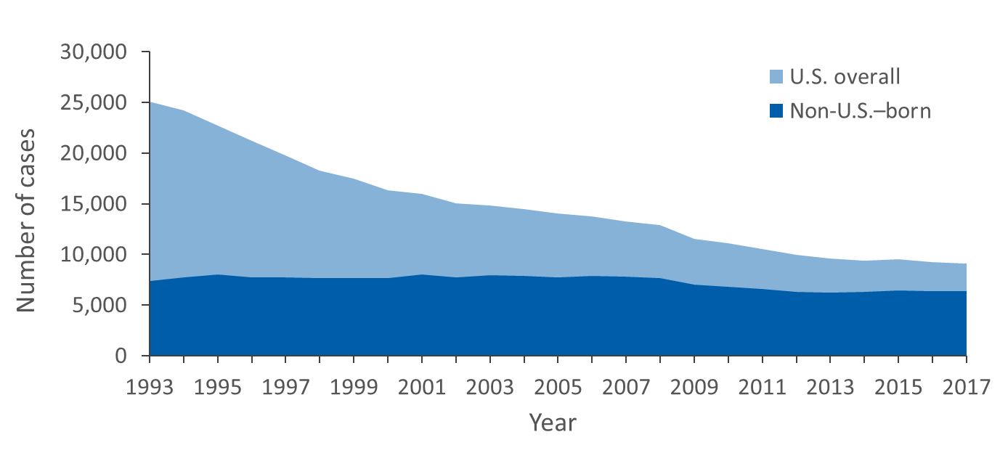 30,000
25,000
20,000
15,000
10,000
5,000
0
Number of cases
U.S. overall
Non-U.S.–born
1993 1995 1997 1999 2001 2003 2005 2007 2009 2011 2013 2015 2017
Year